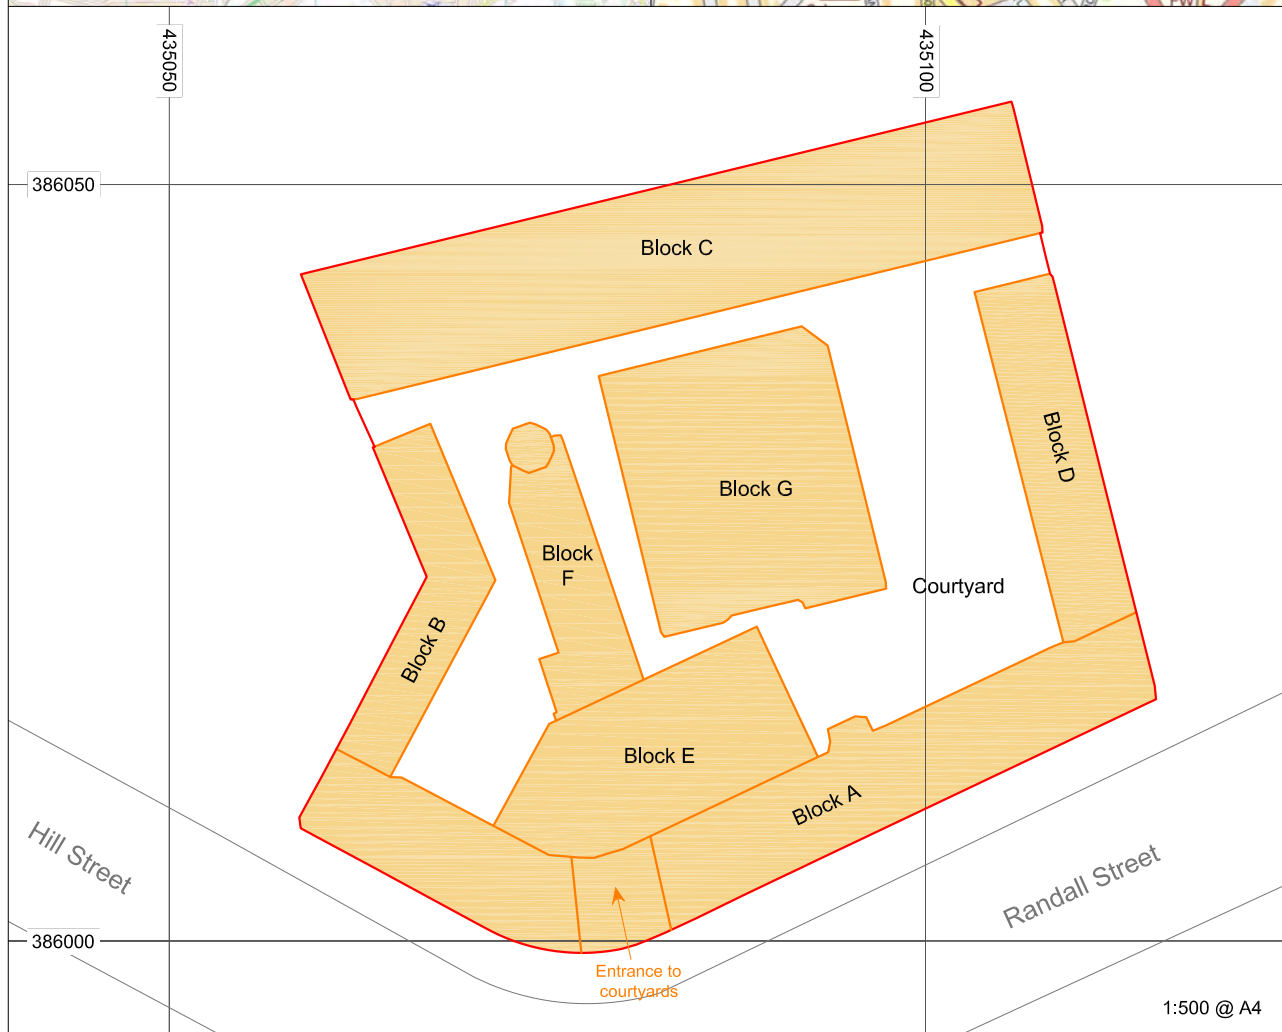 435050
435100
386050
Block C
Block D
Block G
Block
F
Courtyard
Block B
Block E
Block A
Hill Street
Randall Street
386000
Entrance to
courtyards
1:500 @ A4